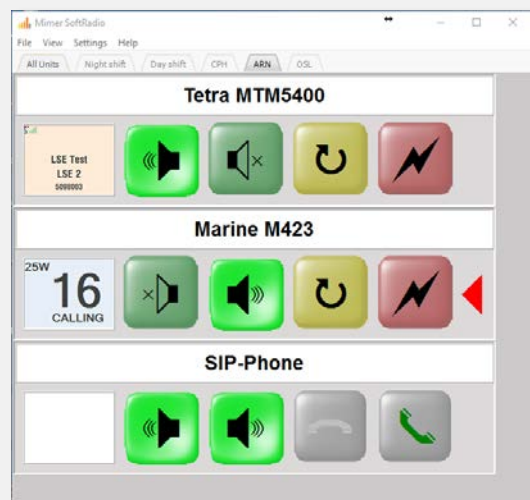 Mimer SoftRadio
File View Settings Help
All Units Night shift Day shift CPH ARN OSL
Tetra MTM5400
LSE Test
LSE 2
5098003
Marine M423
25W
16
CALLING
SIP-Phone